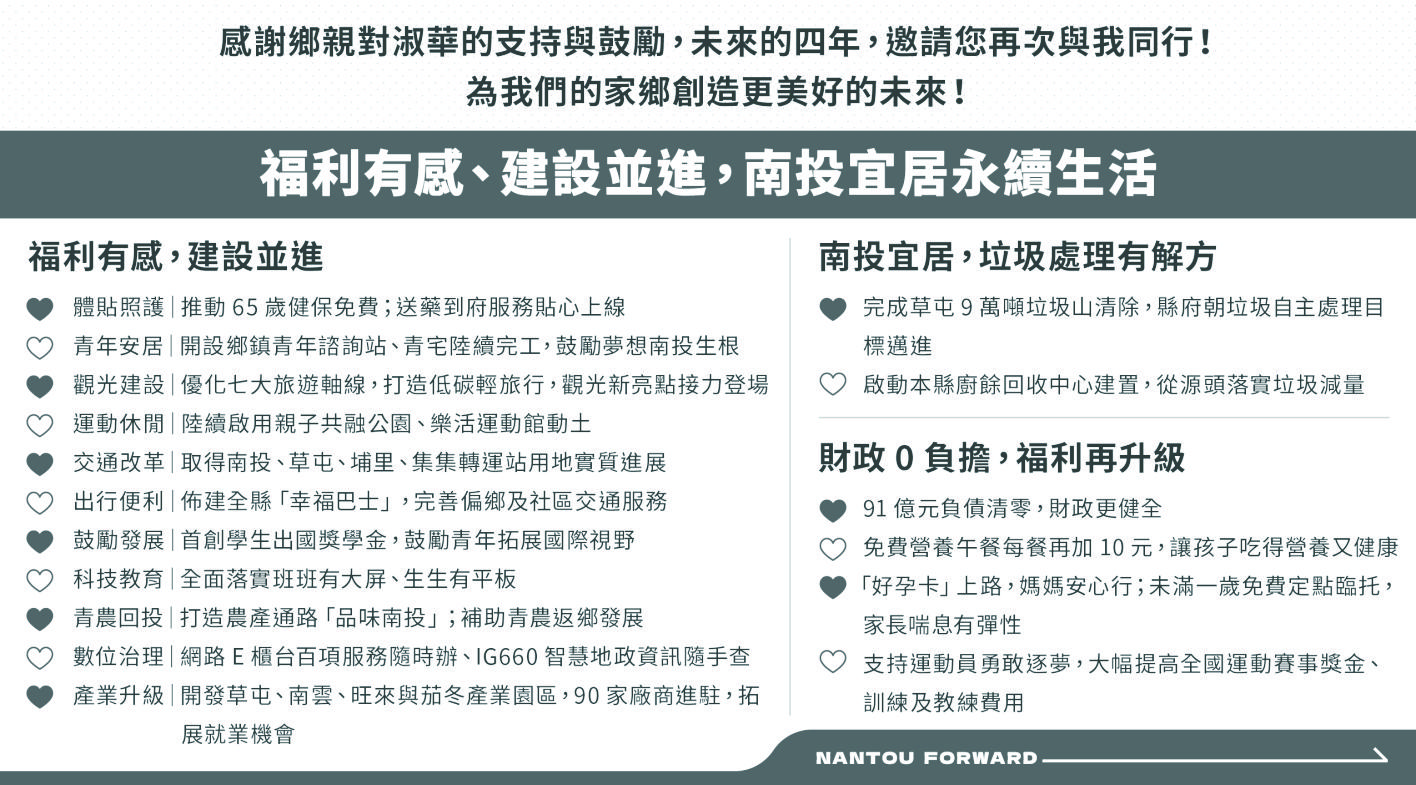 感謝鄉親對淑華的支持與鼓勵，未來的四年，邀請您再次與我同行！
為我們的家鄉創造更美好的未來！
福利有感、建設並進，南投宜居永續生活
福利有感，建設並進
體貼照護｜推動 65 歲健保免費；送藥到府服務貼心上線
青年安居｜開設鄉鎮青年諮詢站、青宅陸續完工，鼓勵夢想南投生根
觀光建設｜優化七大旅遊軸線，打造低碳輕旅行，觀光新亮點接力登場
運動休閒｜陸續啟用親子共融公園、樂活運動館動土
交通改革｜取得南投、草屯、埔里、集集轉運站用地實質進展
出行便利｜佈建全縣「幸福巴士」，完善偏鄉及社區交通服務
鼓勵發展｜首創學生出國獎學金，鼓勵青年拓展國際視野
科技教育｜全面落實班班有大屏、生生有平板
青農回投｜打造農產通路「品味南投」；補助青農返鄉發展
數位治理｜網路 E 櫃台百項服務隨時辦、IG660 智慧地政資訊隨手查
產業升級｜開發草屯、南雲、旺來與茄冬產業園區，90 家廠商進駐，拓
展就業機會
南投宜居，垃圾處理有解方
完成草屯 9 萬噸垃圾山清除，縣府朝垃圾自主處理目
標邁進
啟動本縣廚餘回收中心建置，從源頭落實垃圾減量
財政 0 負擔，福利再升級
91 億元負債清零，財政更健全
免費營養午餐每餐再加 10 元，讓孩子吃得營養又健康
「好孕卡」上路，媽媽安心行；未滿一歲免費定點臨托，
家長喘息有彈性
支持運動員勇敢逐夢，大幅提高全國運動賽事獎金、
訓練及教練費用
NANTOU FORWARD